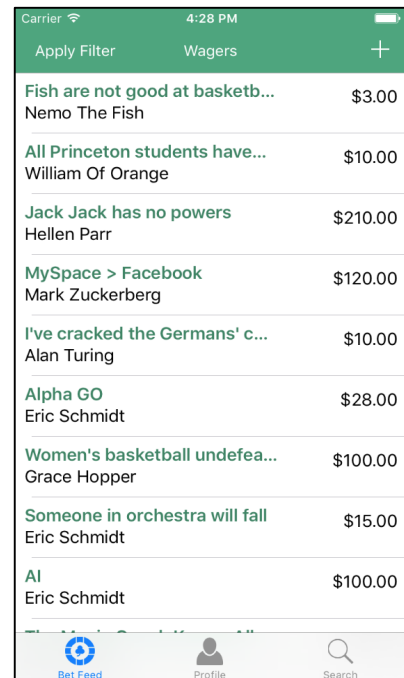 Carrier 4:28 PM
Apply Filter Wagers +
Fish are not good at basketb... $3.00
Nemo The Fish
All Princeton students have... $10.00
William Of Orange
Jack Jack has no powers $210.00
Hellen Parr
MySpace > Facebook $120.00
Mark Zuckerberg
I've cracked the Germans' c... $10.00
Alan Turing
Alpha GO $28.00
Eric Schmidt
Women's basketball undefea... $100.00
Grace Hopper
Someone in orchestra will fall $15.00
Eric Schmidt
AI $100.00
Eric Schmidt
Bet Feed Profile Search